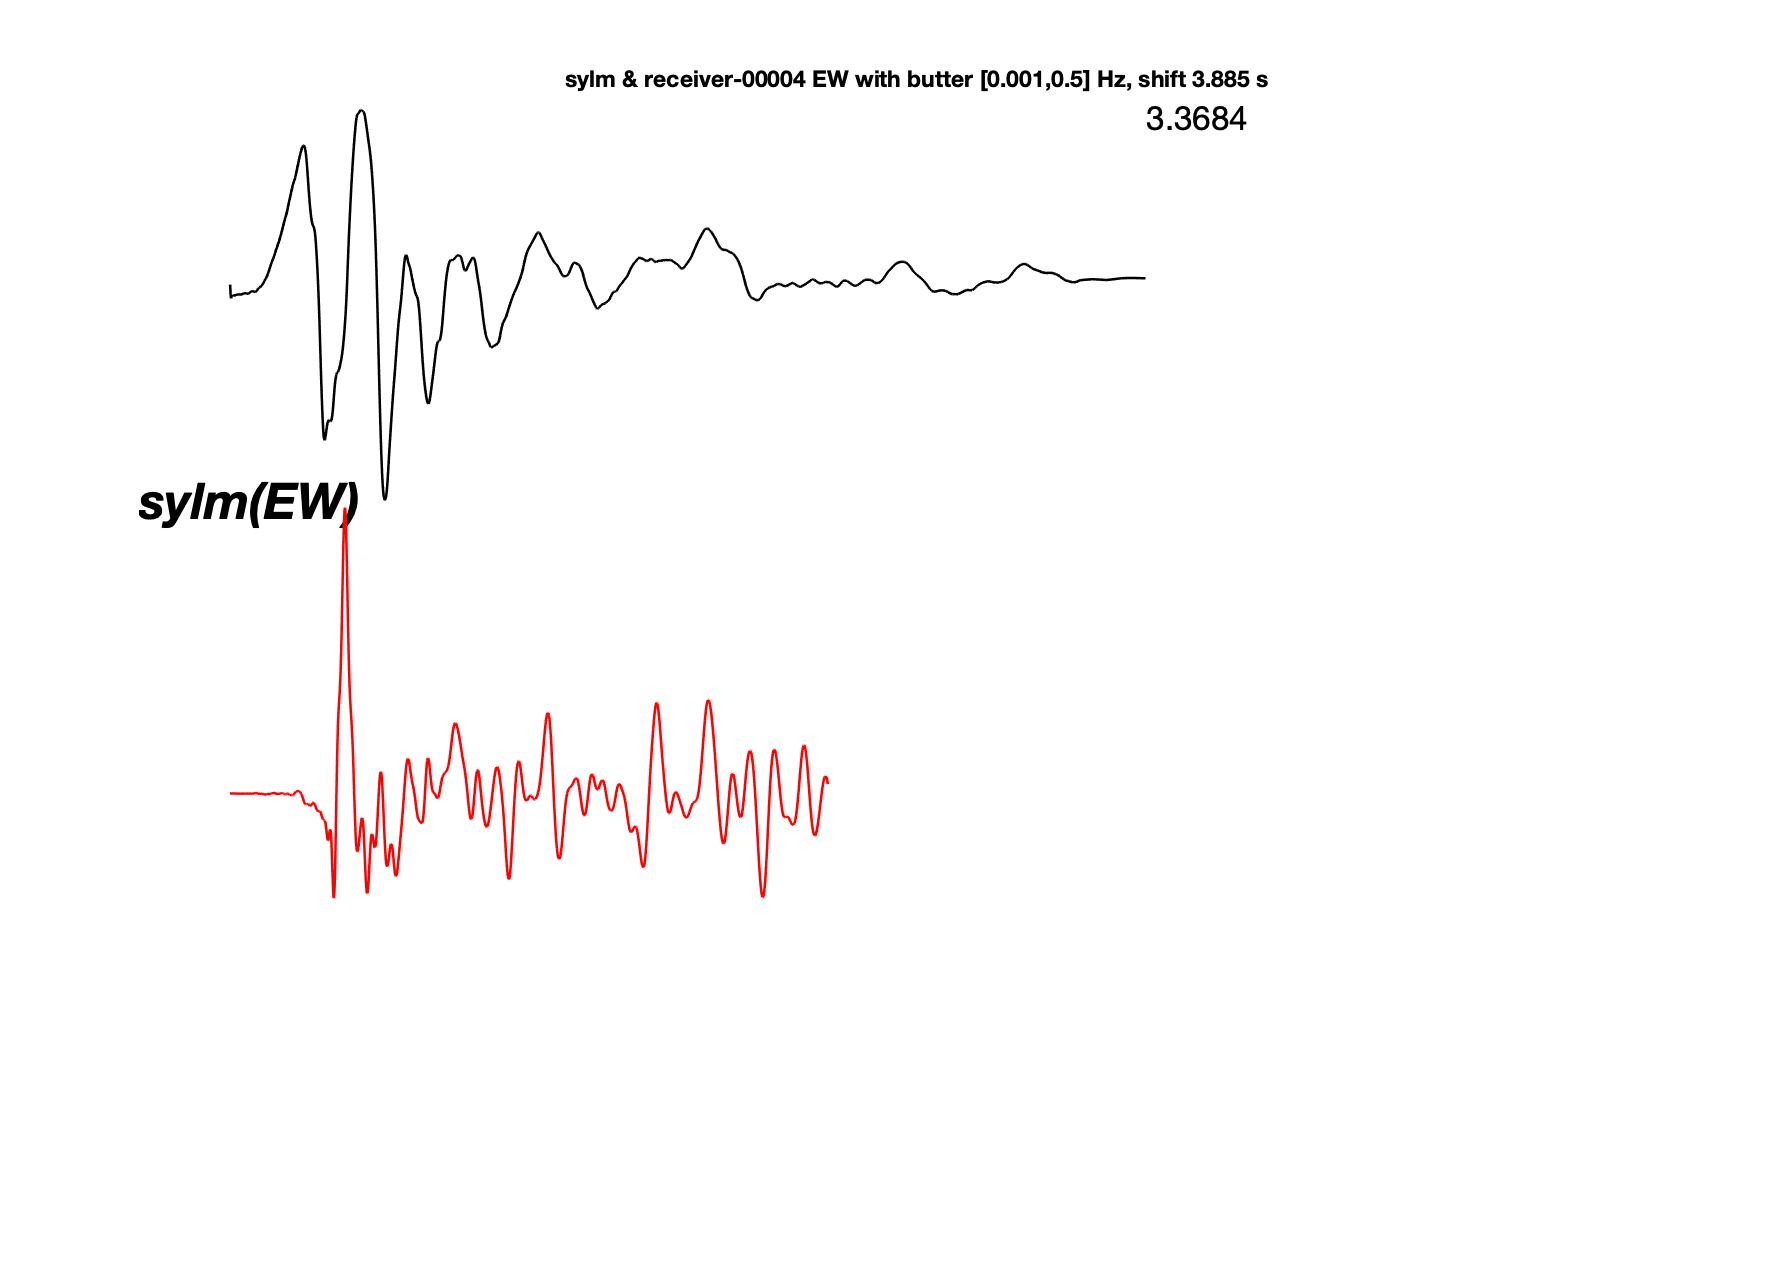 sylm & receiver-00004 EW with butter [0.001,0.5] Hz, shift 3.885 s
3.3684
sylm(EW)